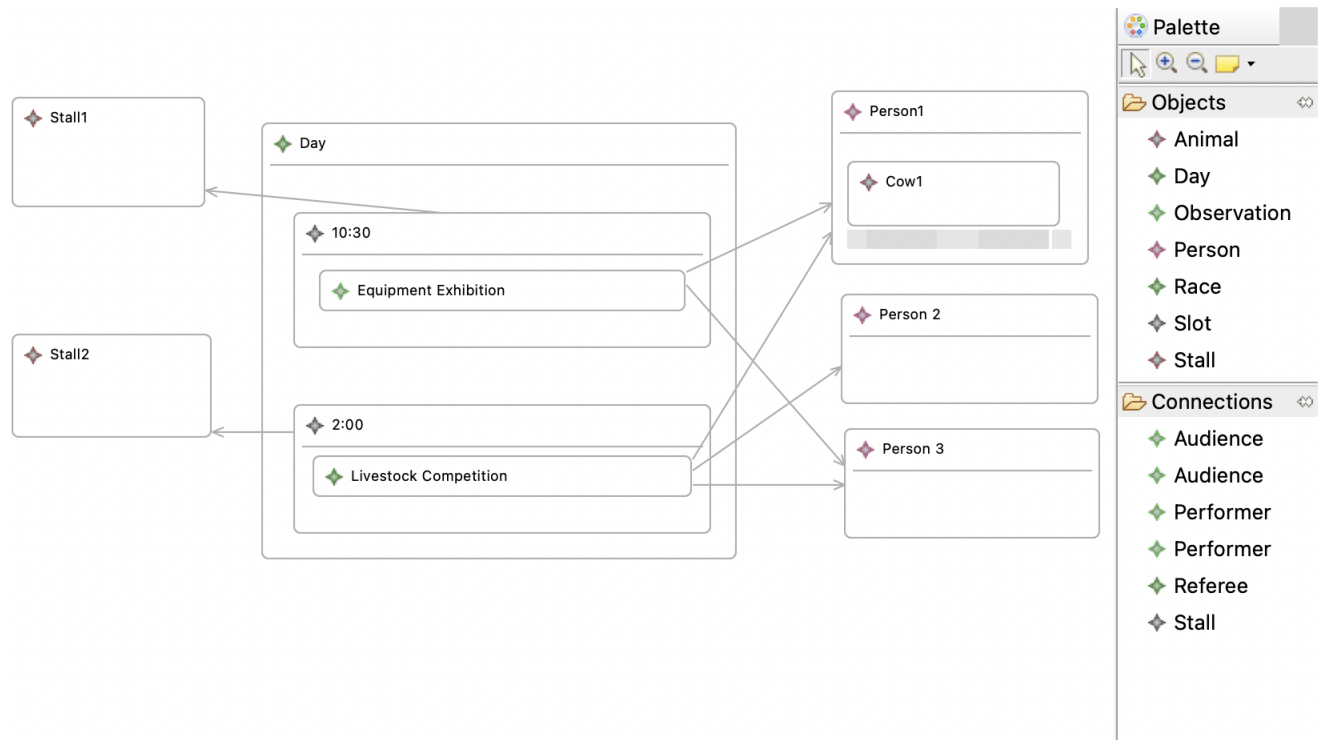 Stall1
Stall2
Day
10:30
Equipment Exhibition
2:00
Livestock Competition
Person1
Cow1
Person 2
Person 3
Palette
Objects
Animal
Day
Observation
Person
Race
Slot
Stall
Connections
Audience
Audience
Performer
Performer
Referee
Stall